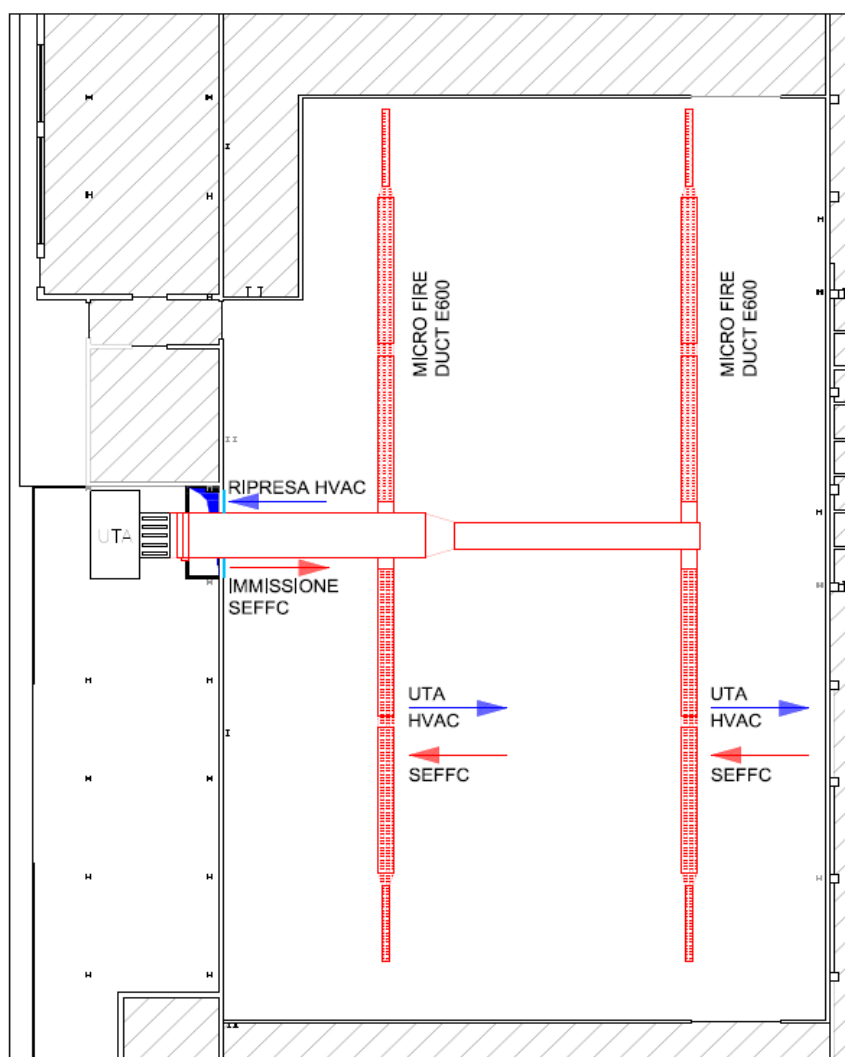 MICRO FIRE
DUCT E600
MICRO FIRE
DUCT E600
RIPRESA HVAC
UTA
IMMISSIONE
SEFFC
UTA
HVAC
SEFFC
UTA
HVAC
SEFFC